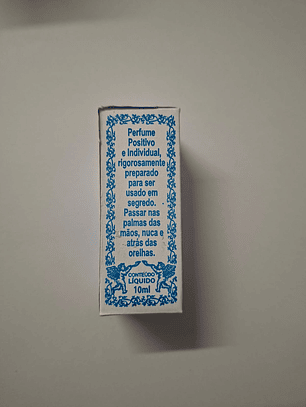 Perfume
Positivo
e Individual,
rigorosamente
preparado
para ser
usado em
segredo.
Passar nas
palmas das
mãos, nuca e
atrás das
orelhas.
CONTEÚDO
LÍQUIDO
10ml